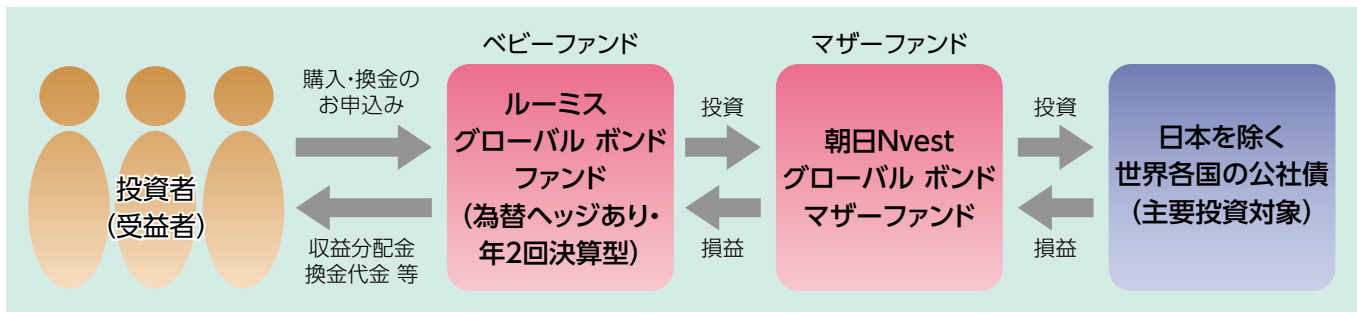 ベビーファンド
マザーファンド
購入・換金の
お申込み
投資者
(受益者)
収益分配金
換金代金 等
ルーミス
グローバル ボンド
ファンド
(為替ヘッジあり・
年2回決算型)
投資
損益
朝日Nvest
グローバル ボンド
マザーファンド
投資
損益
日本を除く
世界各国の公社債
(主要投資対象)